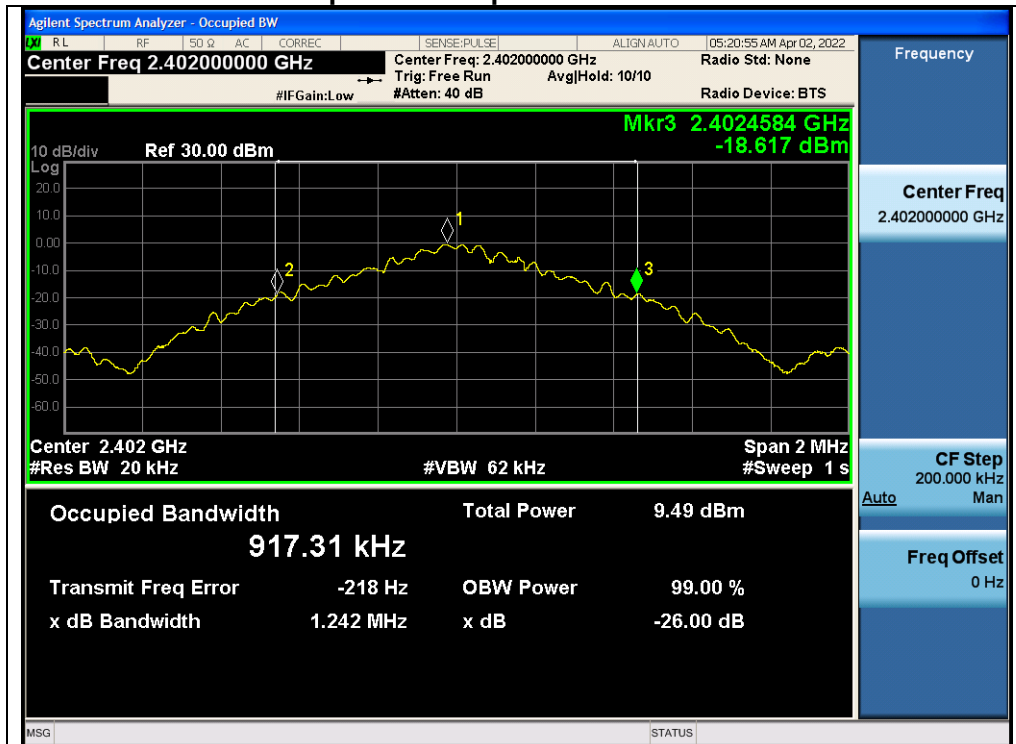 Agilent Spectrum Analyzer - Occupied BW
LXI RL RF 50 Ω AC CORREC SENSE:PULSE ALIGN AUTO 05:20:55 AM Apr 02, 2022
Center Freq 2.402000000 GHz
Center Freq: 2.402000000 GHz
Radio Std: None
Trig: Free Run Avg|Hold: 10/10
#IFGain:Low
#Atten: 40 dB
Radio Device: BTS
Mkr3 2.4024584 GHz
-18.617 dBm
10 dB/div Ref 30.00 dBm
Log
20.0
10.0
0.00
-10.0
-20.0
-30.0
-40.0
-50.0
-60.0
1
2
3
Center 2.402 GHz Span 2 MHz
#Res BW 20 kHz #VBW 62 kHz #Sweep 1 s
Occupied Bandwidth Total Power 9.49 dBm
917.31 kHz
Transmit Freq Error -218 Hz OBW Power 99.00 %
x dB Bandwidth 1.242 MHz x dB -26.00 dB
Frequency
Center Freq
2.402000000 GHz
CF Step
200.000 kHz
Auto Man
Freq Offset
0 Hz
MSG STATUS